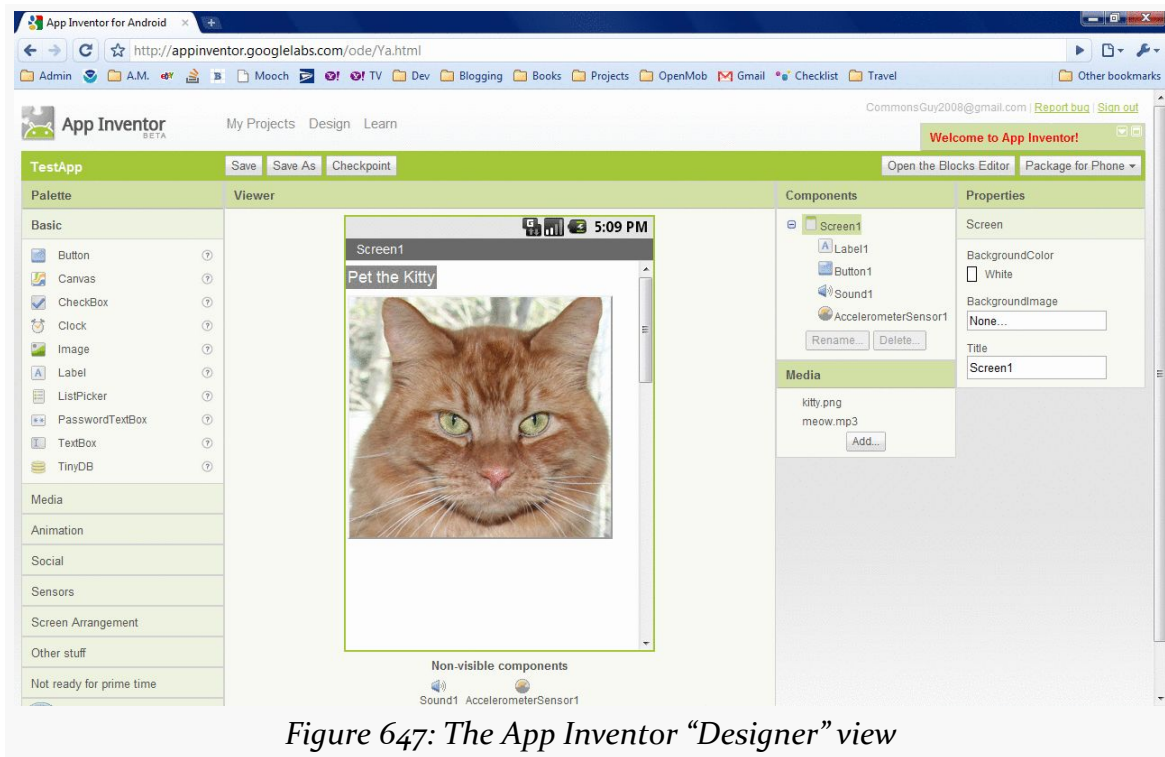 App Inventor for Android
http://appinventor.googlelabs.com/ode/Ya.html
Admin A.M. Mooch TV Dev Blogging Books Projects OpenMob Gmail Checklist Travel Other bookmarks
CommonsGuy2008@gmail.com | Report bug | Sign out
App Inventor
BETA
My Projects Design Learn
Welcome to App Inventor!
TestApp
Save Save As Checkpoint
Open the Blocks Editor Package for Phone
Palette
Basic
Button
Canvas
CheckBox
Clock
Image
Label
ListPicker
PasswordTextBox
TextBox
TinyDB
Media
Animation
Social
Sensors
Screen Arrangement
Other stuff
Not ready for prime time
Viewer
5:09 PM
Screen1
Pet the Kitty
Non-visible components
Sound1 AccelerometerSensor1
Components
Screen1
Label1
Button1
Sound1
AccelerometerSensor1
Rename... Delete...
Media
kitty.png
meow.mp3
Add...
Properties
Screen
BackgroundColor
White
BackgroundImage
None...
Title
Screen1
Figure 647: The App Inventor “Designer” view